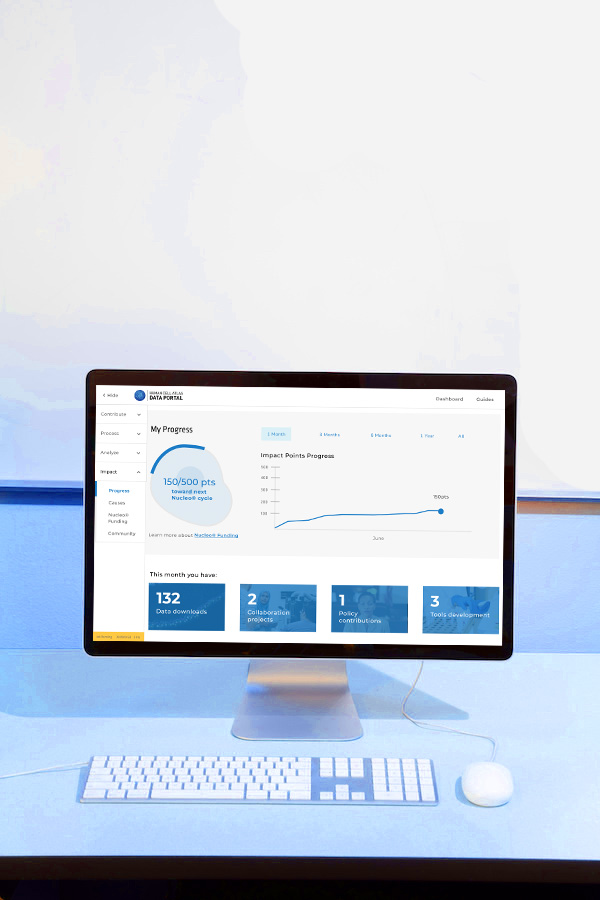 Hide
HUMAN CELL ATLAS
DATA PORTAL
Dashboard
Guides
Contribute
Process
Analyze
Impact
Progress
Causes
Nucleo®
Funding
Community
My Progress
150/500 pts
toward next
Nucleo® cycle
Learn more about Nucleo® Funding
1 Month
3 Months
6 Months
1 Year
All
Impact Points Progress
150pts
June
This month you have:
132
Data downloads
2
Collaboration
projects
1
Policy
contributions
3
Tools development